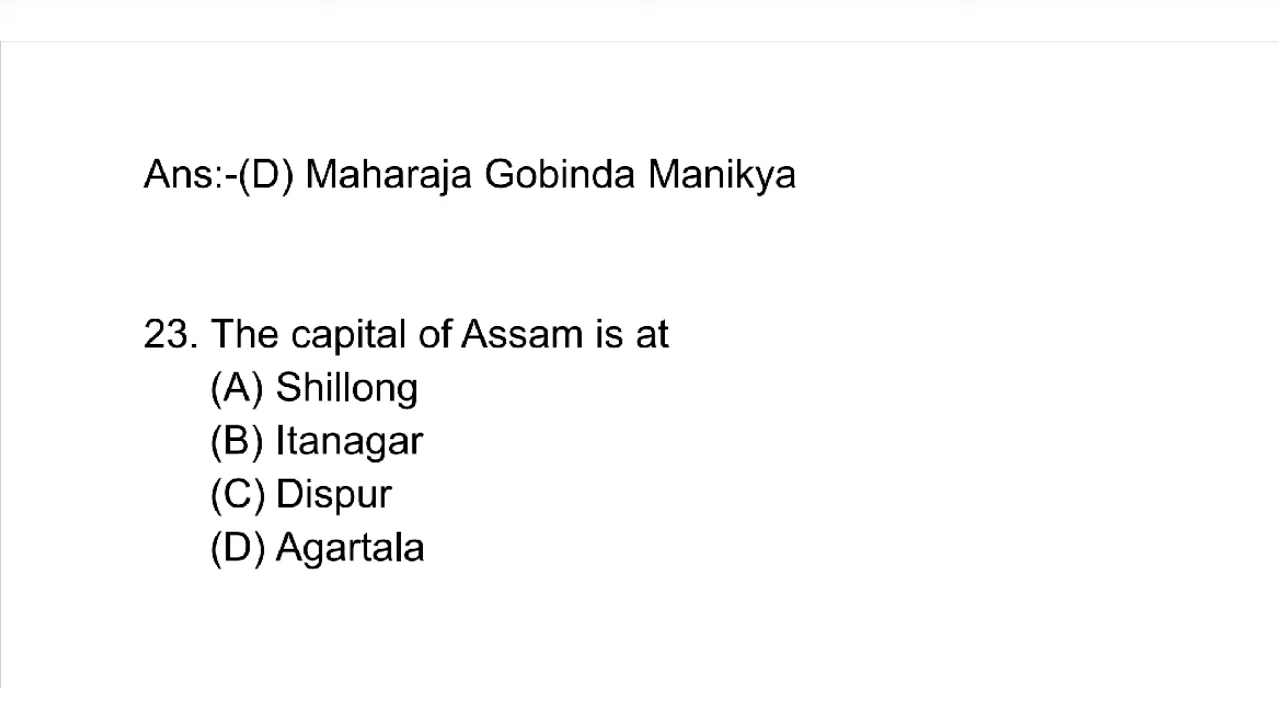 Ans:-(D) Maharaja Gobinda Manikya
23. The capital of Assam is at
(A) Shillong
(B) Itanagar
(C) Dispur
(D) Agartala